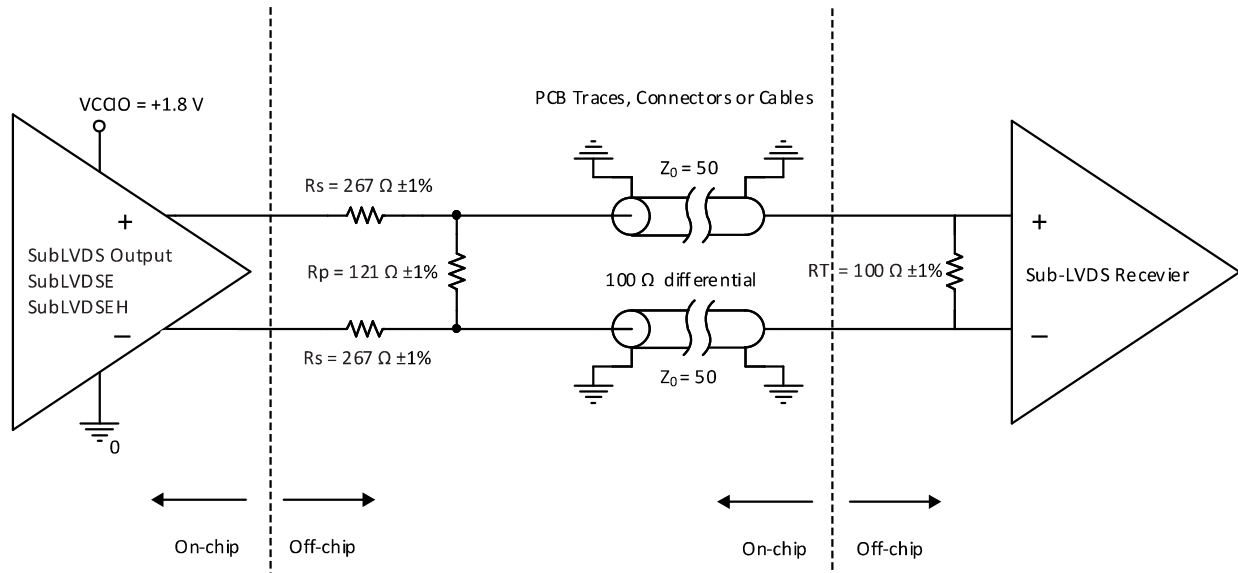 VCCIO = +1.8 V
PCB Traces, Connectors or Cables
Z0 = 50
Rs = 267 Ω ±1%
+
+
SubLVDS Output
SubLVDSE
SubLVDSEH
Rp = 121 Ω ±1%
100 Ω differential
RT = 100 Ω ±1%
Sub-LVDS Recevier
−
−
Rs = 267 Ω ±1%
Z0 = 50
0
On-chip
Off-chip
On-chip
Off-chip